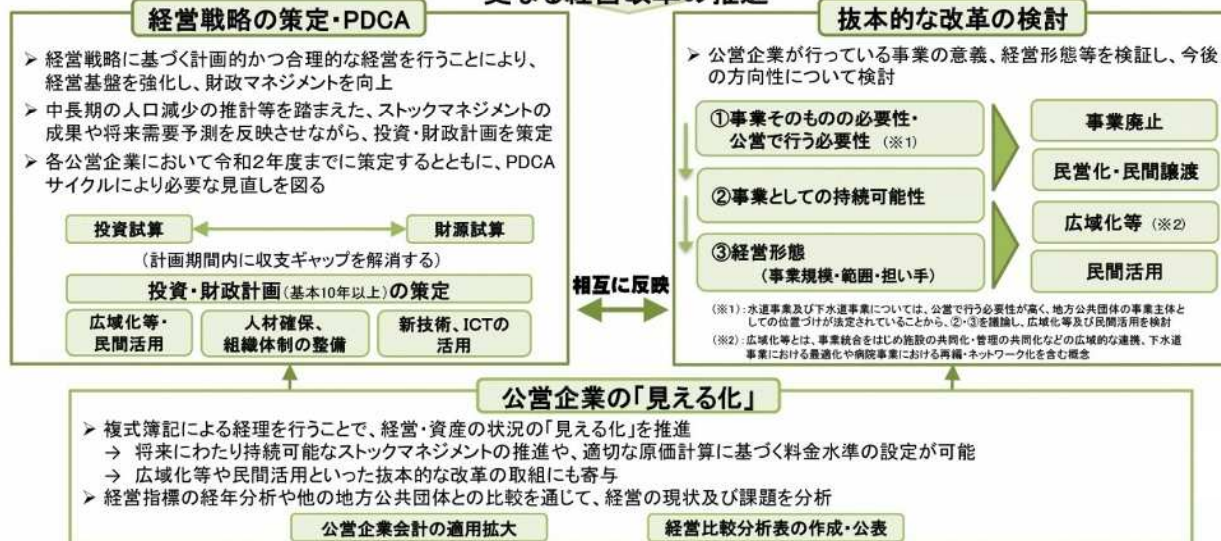 更なる経営改革の推進
経営戦略の策定・PDCA
➢ 経営戦略に基づく計画的かつ合理的な経営を行うことにより、
経営基盤を強化し、財政マネジメントを向上
➢ 中長期の人口減少の推計等を踏まえた、ストックマネジメントの
成果や将来需要予測を反映させながら、投資・財政計画を策定
➢ 各公営企業において令和2年度までに策定するとともに、PDCA
サイクルにより必要な見直しを図る
投資試算
財源試算
(計画期間内に収支ギャップを解消する)
投資・財政計画(基本10年以上)の策定
広域化等・
民間活用
人材確保、
組織体制の整備
新技術、ICTの
活用
相互に反映
抜本的な改革の検討
➢ 公営企業が行っている事業の意義、経営形態等を検証し、今後
の方向性について検討
①事業そのものの必要性・
公営で行う必要性 (※1)
②事業としての持続可能性
③経営形態
(事業規模・範囲・担い手)
事業廃止
民営化・民間譲渡
広域化等 (※2)
民間活用
(※1):水道事業及び下水道事業については、公営で行う必要性が高く、地方公共団体の事業主体と
しての位置づけが法定されていることから、②・③を議論し、広域化等及び民間活用を検討
(※2):広域化等とは、事業統合をはじめ施設の共同化・管理の共同化などの広域的な連携、下水道
事業における最適化や病院事業における再編・ネットワーク化を含む概念
公営企業の「見える化」
➢ 複式簿記による経理を行うことで、経営・資産の状況の「見える化」を推進
→ 将来にわたり持続可能なストックマネジメントの推進や、適切な原価計算に基づく料金水準の設定が可能
→ 広域化等や民間活用といった抜本的な改革の取組にも寄与
➢ 経営指標の経年分析や他の地方公共団体との比較を通じて、経営の現状及び課題を分析
公営企業会計の適用拡大
経営比較分析表の作成・公表